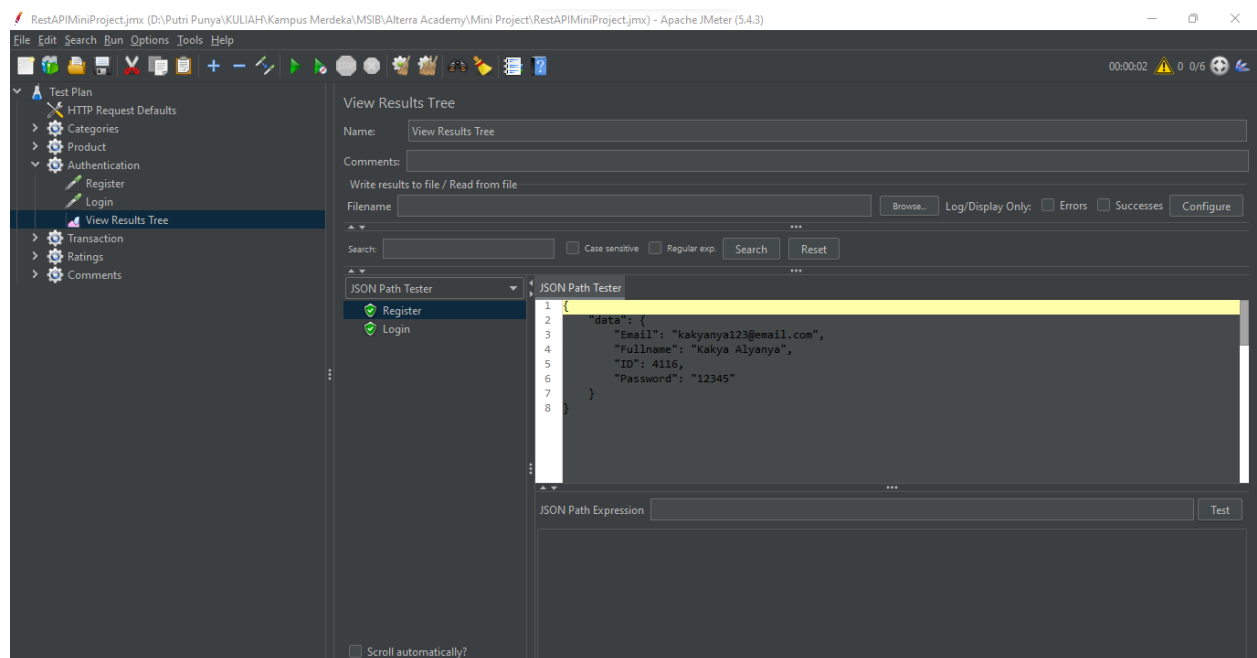 RestAPIMiniProject.jmx (D:\Putri Punya\KULIAH\Kampus Merdeka\MSIB\Alterra Academy\Mini Project\RestAPIMiniProject.jmx) - Apache JMeter (5.4.3)
File Edit Search Run Options Tools Help
00:00:02 0 0/6
Test Plan
HTTP Request Defaults
Categories
Product
Authentication
Register
Login
View Results Tree
Transaction
Ratings
Comments
View Results Tree
Name: View Results Tree
Comments:
Write results to file / Read from file
Filename Browse... Log/Display Only: Errors Successes Configure
Search: Case sensitive Regular exp. Search Reset
JSON Path Tester
Register
Login
Scroll automatically?
JSON Path Tester
1 {
2 "data": {
3 "Email": "kakyanya123@email.com",
4 "Fullname": "Kakya Alyanya",
5 "ID": 4116,
6 "Password": "12345"
7 }
8 }
JSON Path Expression Test